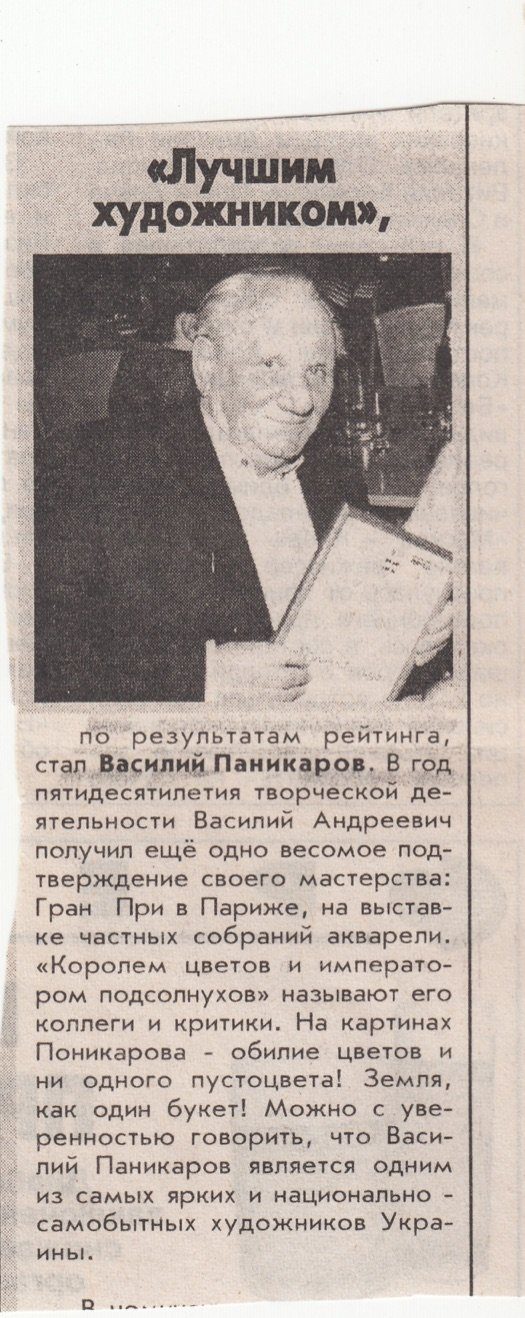 «Лучшим
художником»,
по результатам рейтинга,
стал Василий Паникаров. В год
пятидесятилетия творческой де-
ятельности Василий Андреевич
получил ещё одно весомое под-
тверждение своего мастерства:
Гран При в Париже, на выстав-
ке частных собраний акварели.
«Королем цветов и императо-
ром подсолнухов» называют его
коллеги и критики. На картинах
Поникарова - обилие цветов и
ни одного пустоцвета! Земля,
как один букет! Можно с уве-
ренностью говорить, что Васи-
лий Паникаров является одним
из самых ярких и национально -
самобытных художников Укра-
ины.